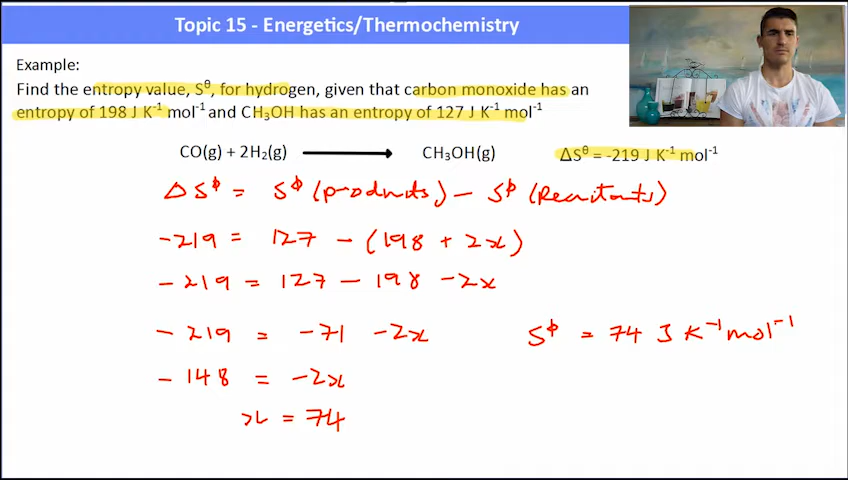 Topic 15 - Energetics/Thermochemistry
Example:
Find the entropy value, S^θ, for hydrogen, given that carbon monoxide has an
entropy of 198 J K⁻¹ mol⁻¹ and CH₃OH has an entropy of 127 J K⁻¹ mol⁻¹
CO(g) + 2H₂(g) ⟶ CH₃OH(g) ΔS^θ = -219 J K⁻¹ mol⁻¹
ΔS^ϕ = S^ϕ (products) - S^ϕ (Reactants)
-219 = 127 - (198 + 2x)
-219 = 127 - 198 - 2x
-219 = -71 - 2x
S^ϕ = 74 J K⁻¹ mol⁻¹
-148 = -2x
x = 74